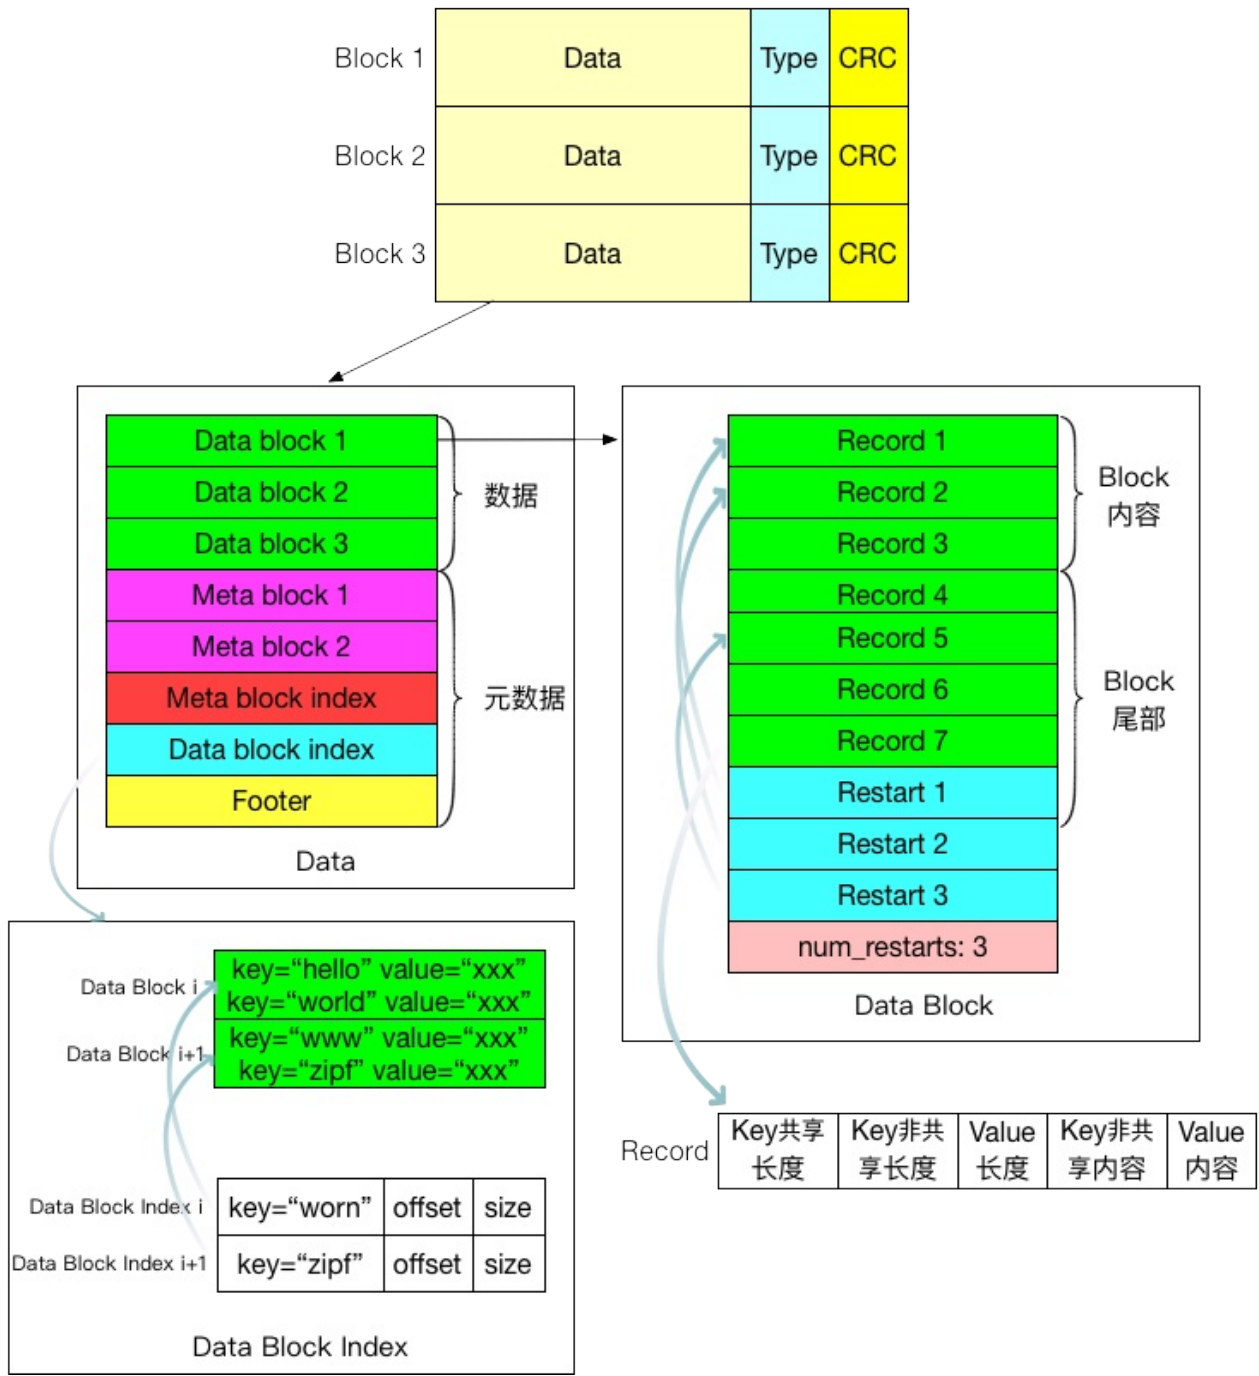 Block 1 Data Type CRC
Block 2 Data Type CRC
Block 3 Data Type CRC
Data block 1
Data block 2
Data block 3
数据
Meta block 1
Meta block 2
Meta block index
Data block index
Footer
元数据
Data
Record 1
Record 2
Record 3
Block
内容
Record 4
Record 5
Record 6
Record 7
Restart 1
Block
尾部
Restart 2
Restart 3
num_restarts: 3
Data Block
Data Block i
key=“hello” value=“xxx”
key=“world” value=“xxx”
Data Block i+1
key=“www” value=“xxx”
key=“zipf” value=“xxx”
Data Block Index i key=“worn” offset size
Data Block Index i+1 key=“zipf” offset size
Data Block Index
Record
Key共享
长度
Key非共
享长度
Value
长度
Key非共
享内容
Value
内容